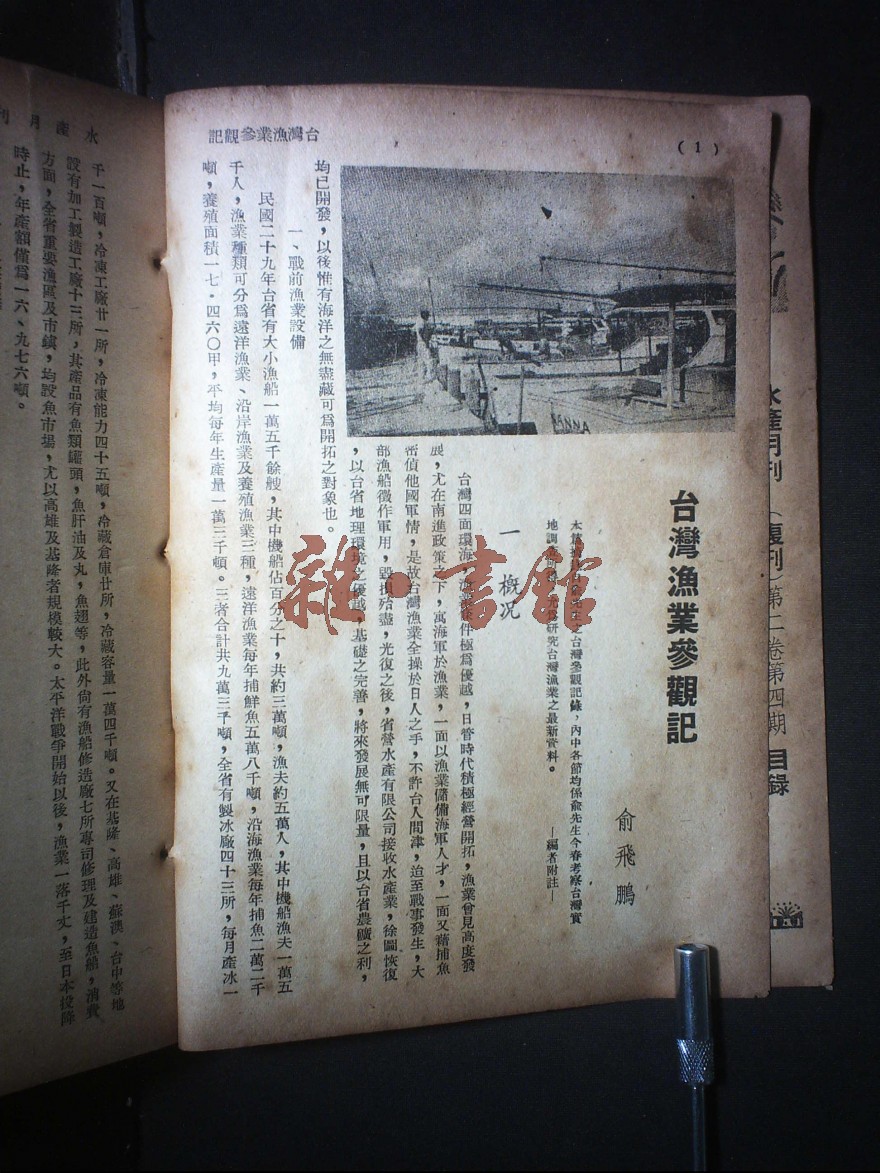 (1)
台灣漁業參觀記
台灣漁業參觀記
俞飛鵬
台灣參觀記錄,內中各節均係俞先生今春考察台灣實
研究台灣漁業之最新資料。 —編者附註—
一 概況
台灣四面環海,漁業條件極為優越,日管時代積極經營開拓,漁業曾見高度發
展,尤在南進政策之下,寓海軍於漁業,一面以漁業儲備海軍人才,一面又藉捕魚
密偵他國軍情,是故台灣漁業全操於日人之手,不許台人問津,迨至戰事發生,大
部漁船徵作軍用,毀損殆盡,光復之後,省營水產有限公司接收水產業,徐圖恢復
,以台省地理環境之優越,基礎之完善,將來發展無可限量,且以台省農礦之利,
均已開發,以後惟有海洋之無盡藏可為開拓之對象也。
一、戰前漁業設備
民國二十九年台省有大小漁船一萬五千餘艘,其中機船佔百分之十,共約三萬噸,漁夫約五萬人,其中機船漁夫一萬五
千人,漁業種類可分為遠洋漁業、沿岸漁業及養殖漁業三種,遠洋漁業每年捕鮮魚五萬八千噸,沿海漁業每年捕魚二萬二千
噸,養殖面積一七・四六〇甲,平均每年生產量一萬三千噸。三者合計共九萬三千噸,全省有製冰廠四十三所,每月產冰一
水產月刊
千一百噸,冷凍工廠廿一所,冷凍能力四十五噸,冷藏倉庫廿所,冷藏容量一萬四千噸。又在基隆、高雄、蘇澳、台中等地
設有加工製造工廠十三所,其產品有魚類罐頭,魚肝油及丸,魚翅等,此外尚有漁船修造廠七所專司修理及建造魚船,消費
方面,全省重要漁區及市鎮,均設魚市場,尤以高雄及基隆者規模較大。太平洋戰爭開始以後,漁業一落千丈,至日本投降
時止,年產額僅為一六、九七六噸。
水產月刊 (復刊)第二卷第四期 目錄
雜・書館